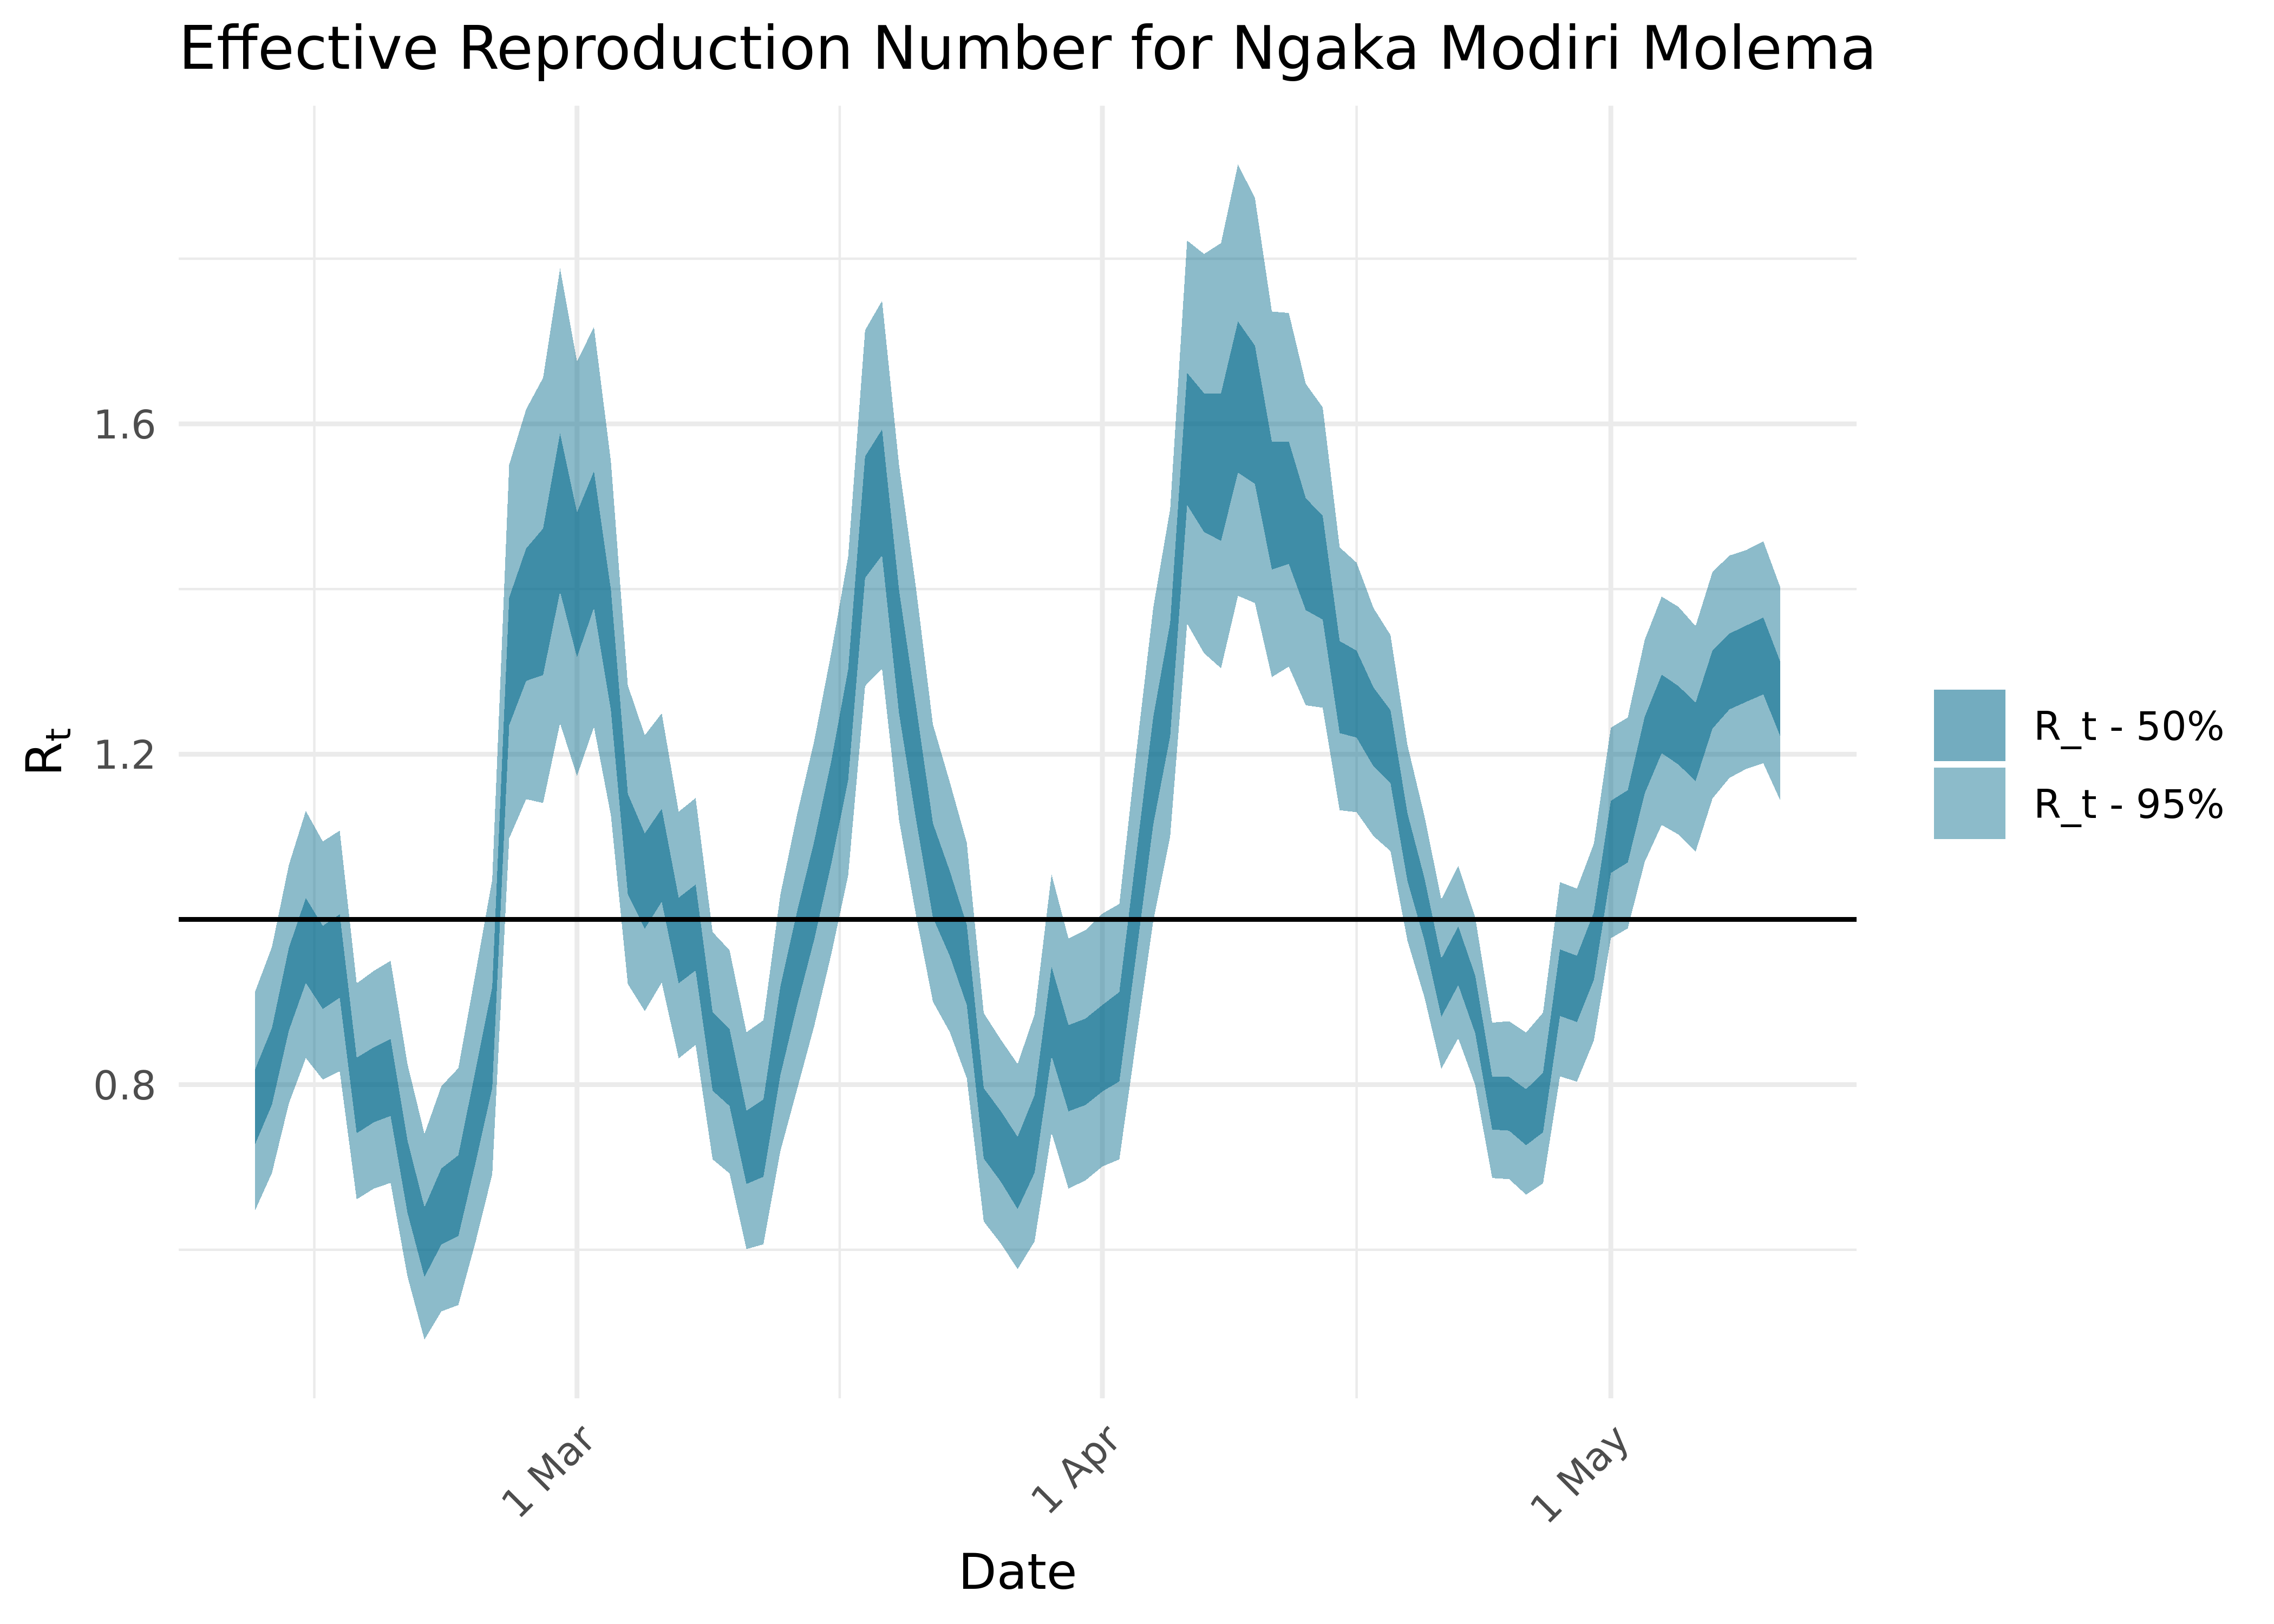 Effective Reproduction Number for Ngaka Modiri Molema
Rt
1.6
1.2
0.8
1 Mar
1 Apr
1 May
Date
R_t - 50%
R_t - 95%